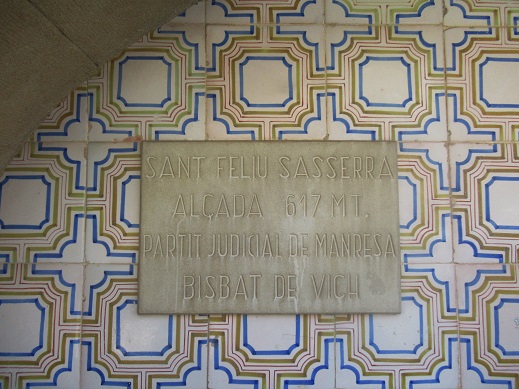 SANT FELIU SASSERRA
ALÇADA 617 MT.
PARTIT JUDICIAL DE MANRESA
BISBAT DE VICH